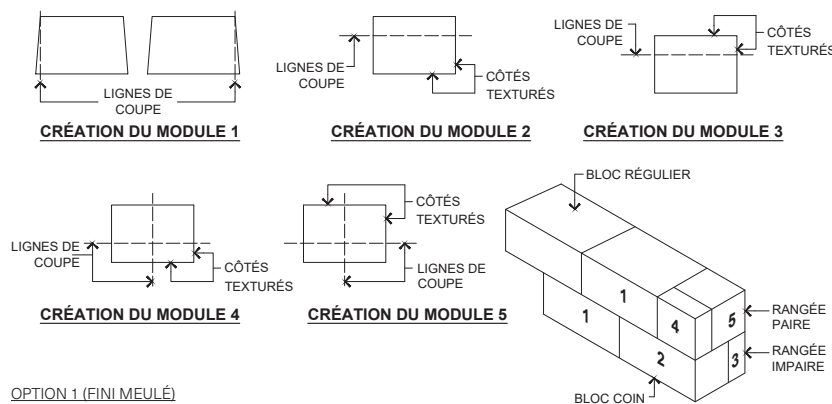 LIGNES DE
COUPE
CRÉATION DU MODULE 1
LIGNES DE
COUPE
CÔTÉS
TEXTURÉS
CRÉATION DU MODULE 2
LIGNES DE
COUPE
CÔTÉS
TEXTURÉS
CRÉATION DU MODULE 3
LIGNES DE
COUPE
CÔTÉS
TEXTURÉS
CRÉATION DU MODULE 4
CÔTÉS
TEXTURÉS
LIGNES DE
COUPE
CRÉATION DU MODULE 5
BLOC RÉGULIER
1
4
5
1
2
3
RANGÉE
PAIRE
RANGÉE
IMPAIRE
BLOC COIN
OPTION 1 (FINI MEULÉ)